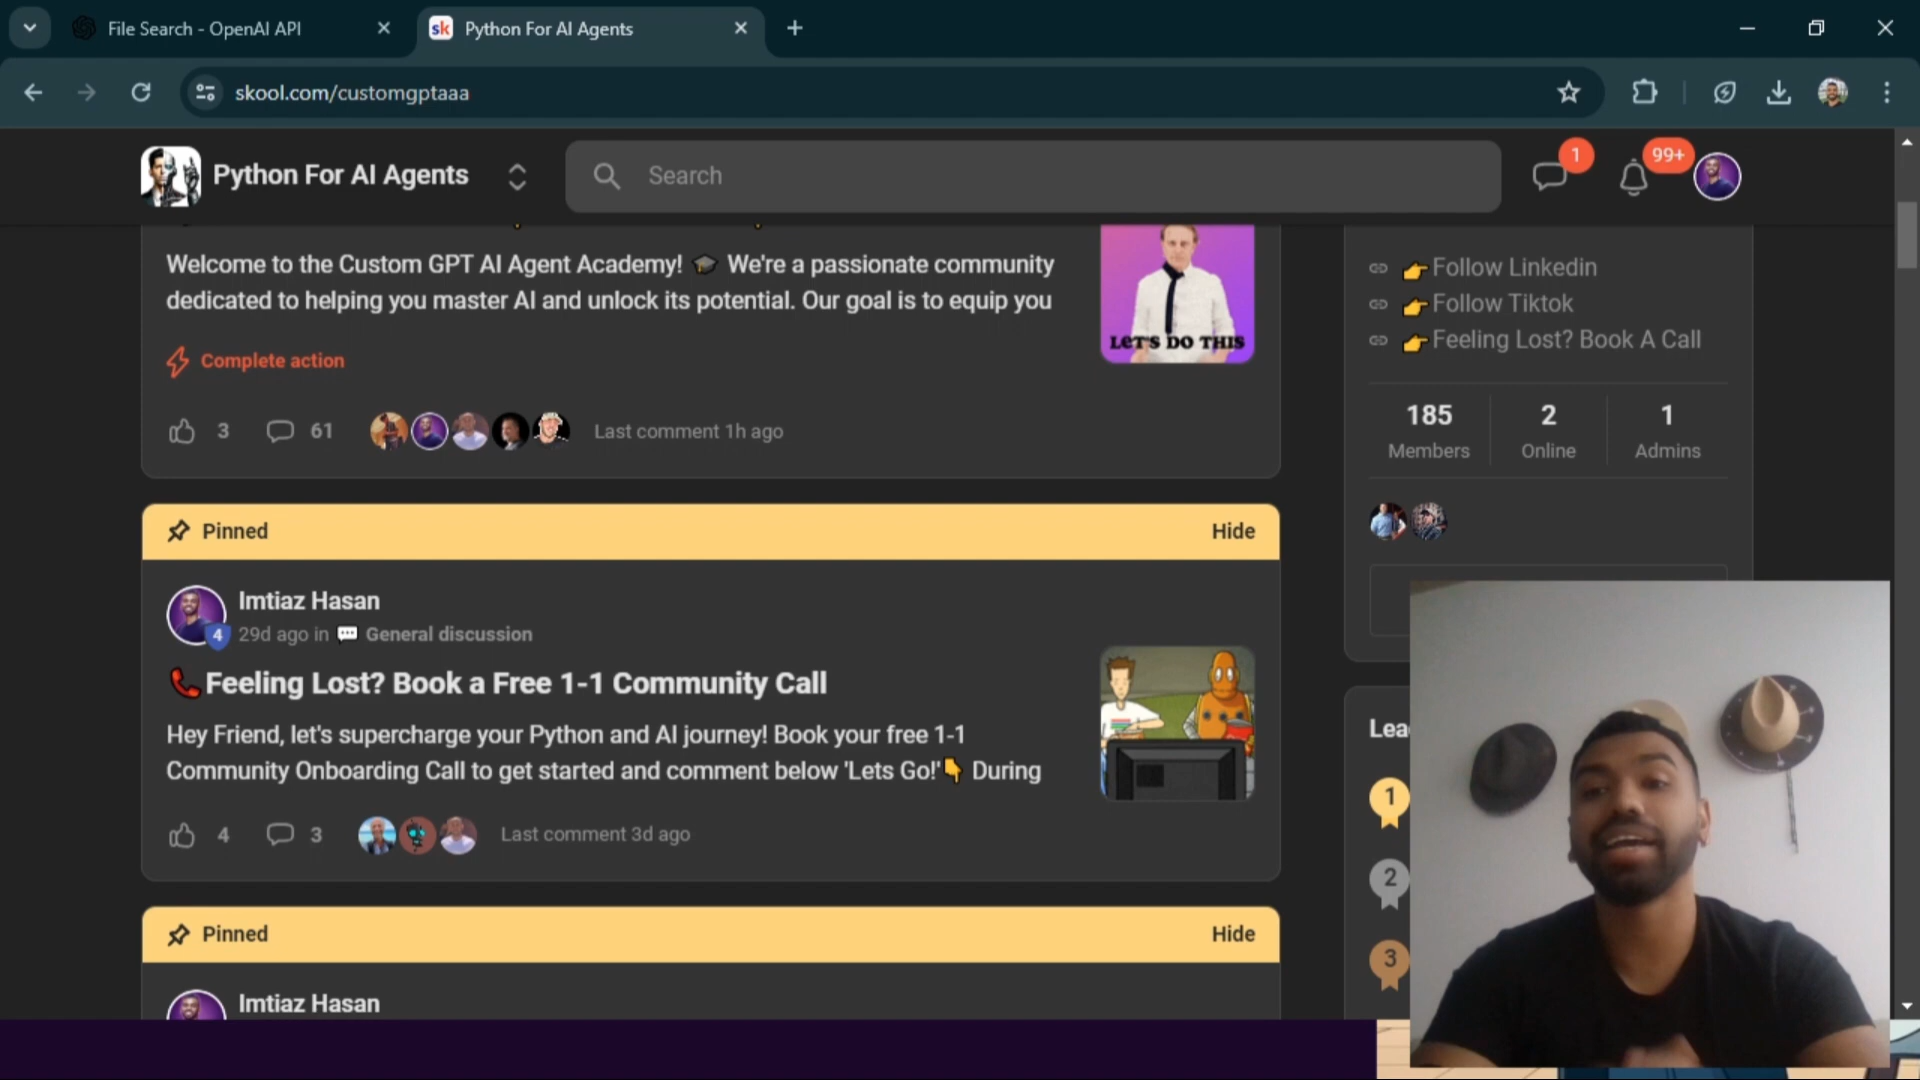 File Search - OpenAI API
sk Python For AI Agents
skool.com/customgptaaa
Python For AI Agents
Search
1
99+
Welcome to the Custom GPT AI Agent Academy! 🎓 We're a passionate community
dedicated to helping you master AI and unlock its potential. Our goal is to equip you
LET'S DO THIS
Complete action
3
61
Last comment 1h ago
👉 Follow Linkedin
👉 Follow Tiktok
👉 Feeling Lost? Book A Call
185
2
1
Members
Online
Admins
Pinned
Hide
Imtiaz Hasan
4
29d ago in 💬 General discussion
📞Feeling Lost? Book a Free 1-1 Community Call
Hey Friend, let's supercharge your Python and AI journey! Book your free 1-1
Community Onboarding Call to get started and comment below 'Lets Go!'👇 During
4
3
Last comment 3d ago
Lea
1
2
3
Pinned
Hide
Imtiaz Hasan